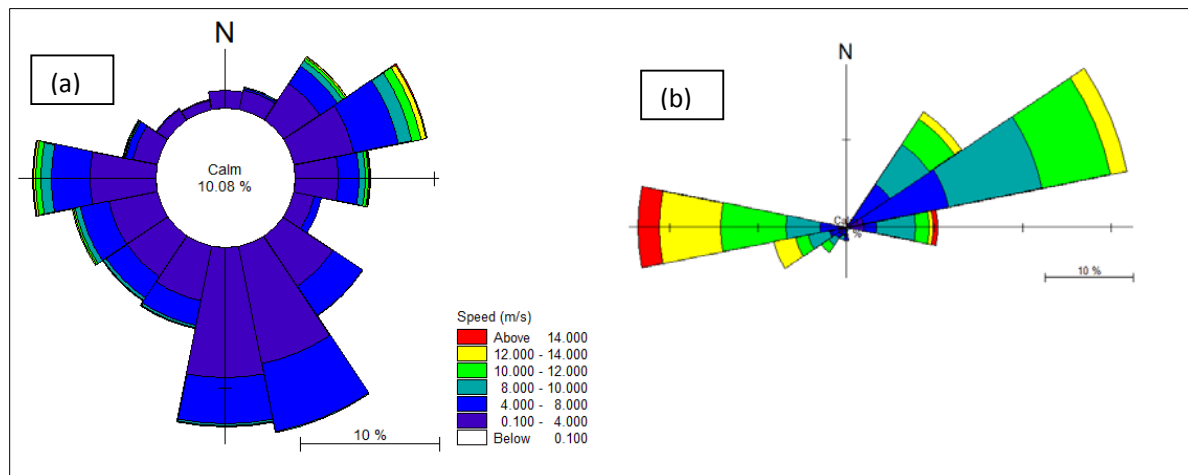 (a)
N
Calm
10.08 %
10 %
Speed (m/s)
Above 14.000
12.000 - 14.000
10.000 - 12.000
8.000 - 10.000
4.000 - 8.000
0.100 - 4.000
Below 0.100
(b)
N
%
10 %